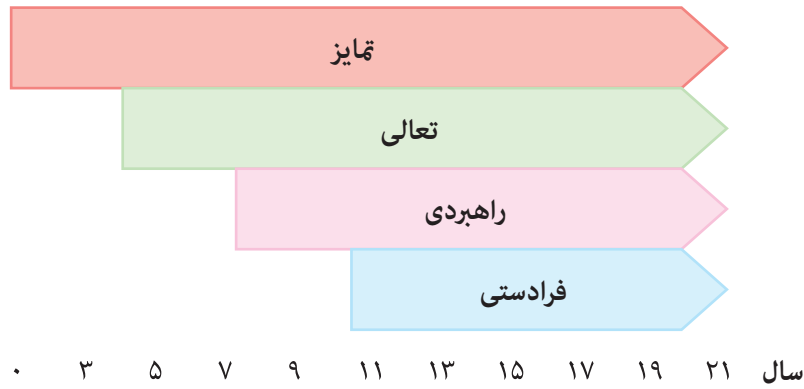 تمایز
تعالی
راهبردی
فرادستی
۰ ۳ ۵ ۷ ۹ ۱۱ ۱۳ ۱۵ ۱۷ ۱۹ ۲۱ سال